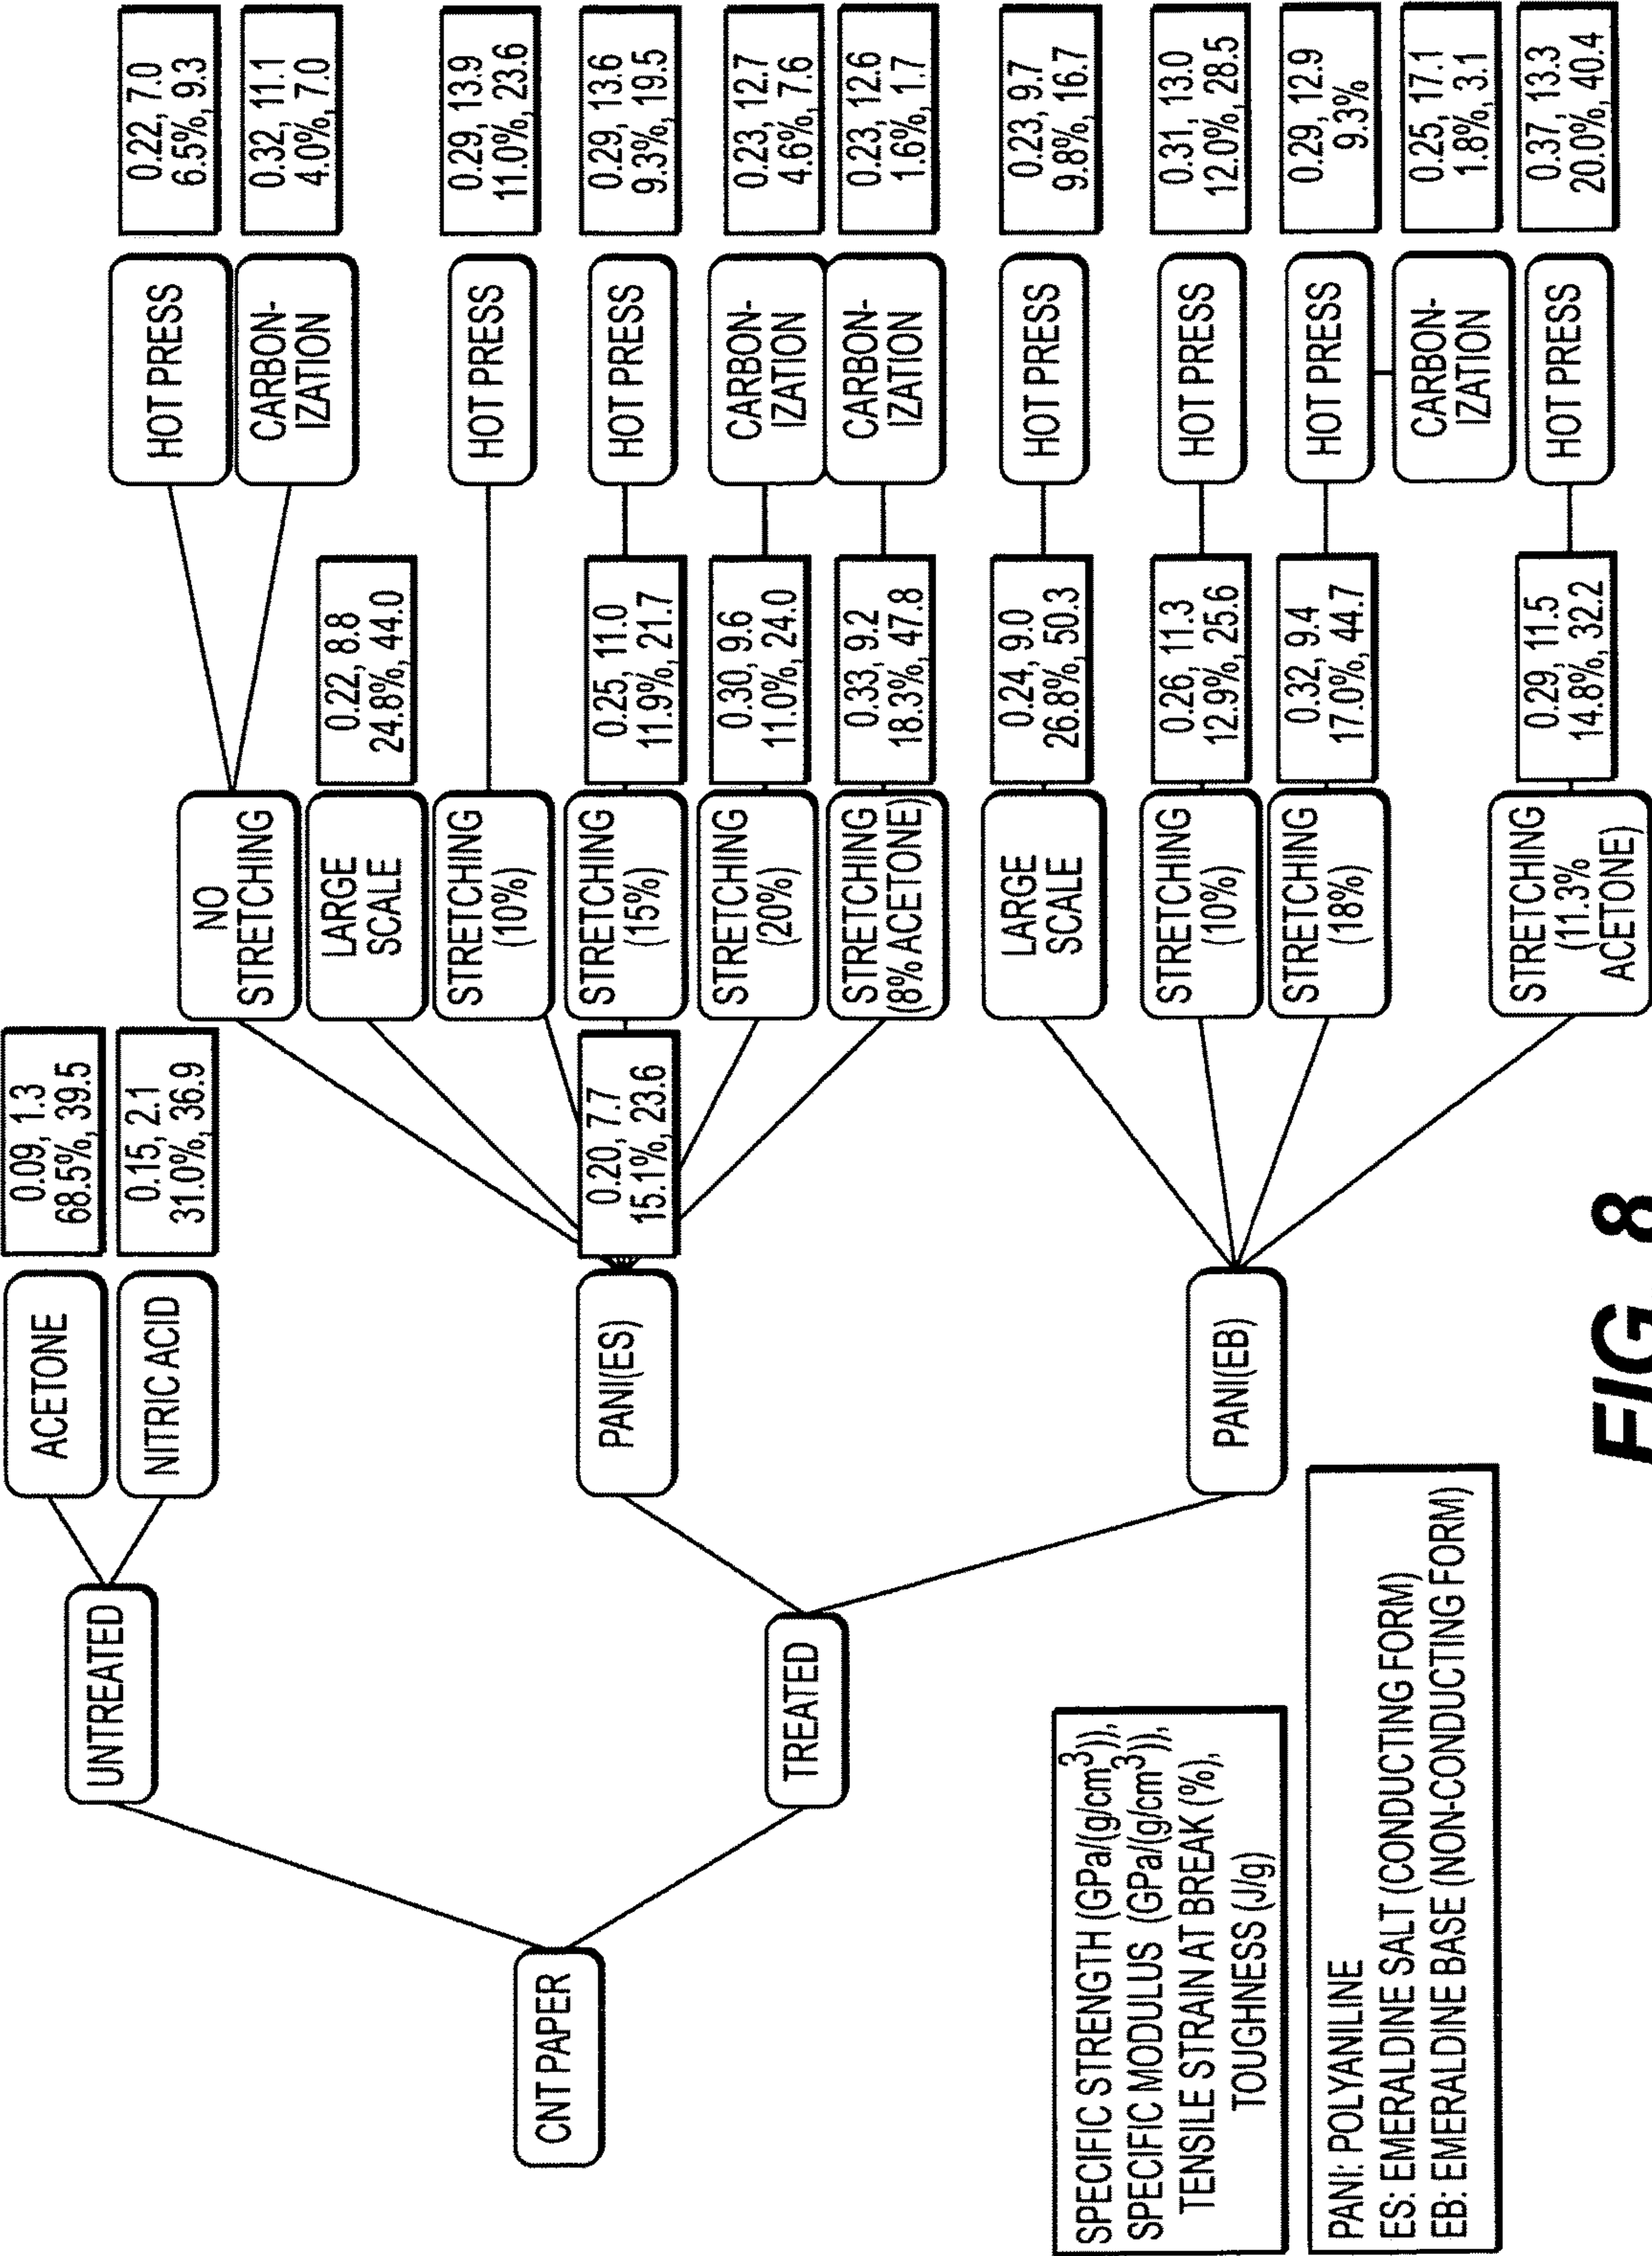 CNT PAPER
UNTREATED
ACETONE
0.09, 1.3
68.5%, 39.5
NITRIC ACID
0.15, 2.1
31.0%, 36.9
TREATED
PANI(ES)
0.20, 7.7
15.1%, 23.6
NO
STRETCHING
HOT PRESS
0.22, 7.0
6.5%, 9.3
CARBON-
IZATION
0.32, 11.1
4.0%, 7.0
LARGE
SCALE
0.22, 8.8
24.8%, 44.0
STRETCHING
(10%)
HOT PRESS
0.29, 13.9
11.0%, 23.6
STRETCHING
(15%)
0.25, 11.0
11.9%, 21.7
HOT PRESS
0.29, 13.6
9.3%, 19.5
STRETCHING
(20%)
0.30, 9.6
11.0%, 24.0
CARBON-
IZATION
0.23, 12.7
4.6%, 7.6
STRETCHING
(8% ACETONE)
0.33, 9.2
18.3%, 47.8
CARBON-
IZATION
0.23, 12.6
1.6%, 1.7
PANI(EB)
LARGE
SCALE
0.24, 9.0
26.8%, 50.3
HOT PRESS
0.23, 9.7
9.8%, 16.7
STRETCHING
(10%)
0.26, 11.3
12.9%, 25.6
HOT PRESS
0.31, 13.0
12.0%, 28.5
STRETCHING
(18%)
0.32, 9.4
17.0%, 44.7
HOT PRESS
0.29, 12.9
9.3%
CARBON-
IZATION
0.25, 17.1
1.8%, 3.1
STRETCHING
(11.3%
ACETONE)
0.29, 11.5
14.8%, 32.2
HOT PRESS
0.37, 13.3
20.0%, 40.4
SPECIFIC STRENGTH (GPa/(g/cm³)),
SPECIFIC MODULUS (GPa/(g/cm³)),
TENSILE STRAIN AT BREAK (%),
TOUGHNESS (J/g)
PANI: POLYANILINE
ES: EMERALDINE SALT (CONDUCTING FORM)
EB: EMERALDINE BASE (NON-CONDUCTING FORM)
FIG 8